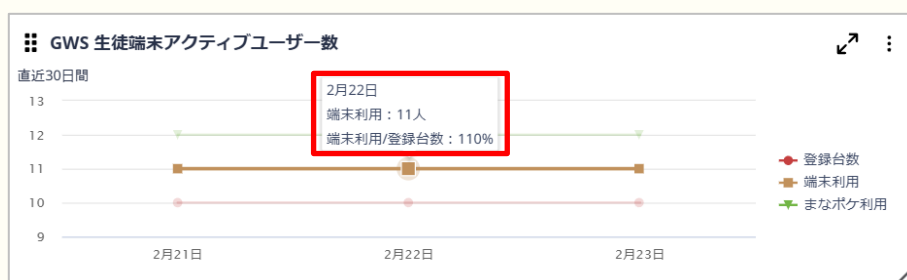 GWS 生徒端末アクティブユーザー数
直近30日間
2月22日
端末利用：11人
端末利用/登録台数：110%
13
12
11
10
9
2月21日
2月22日
2月23日
登録台数
端末利用
まなポケ利用